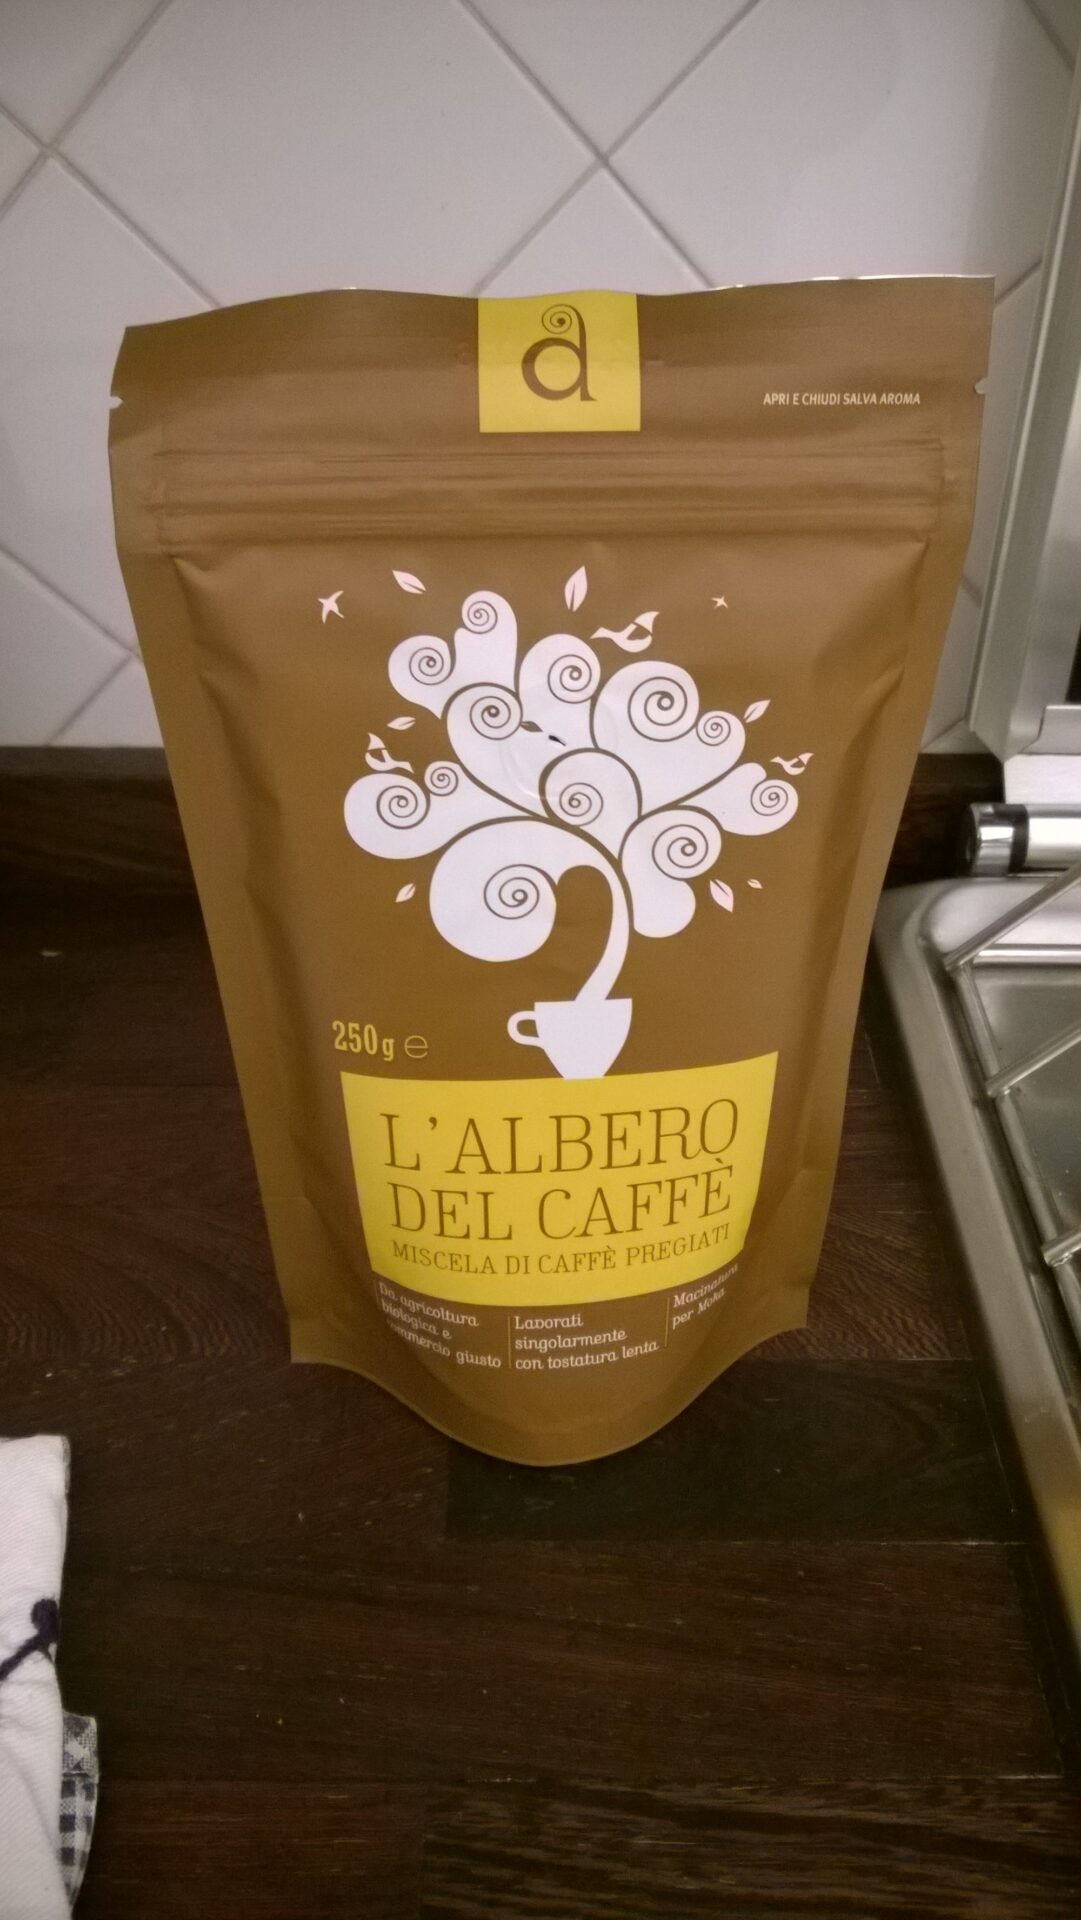 a
APRI E CHIUDI SALVA AROMA
250g e
L'ALBERO
DEL CAFFÈ
MISCELA DI CAFFÈ PREGIATI
Da agricoltura
biologica e
commercio giusto
Lavorati
singolarmente
con tostatura lenta
Macinatura
per Moka